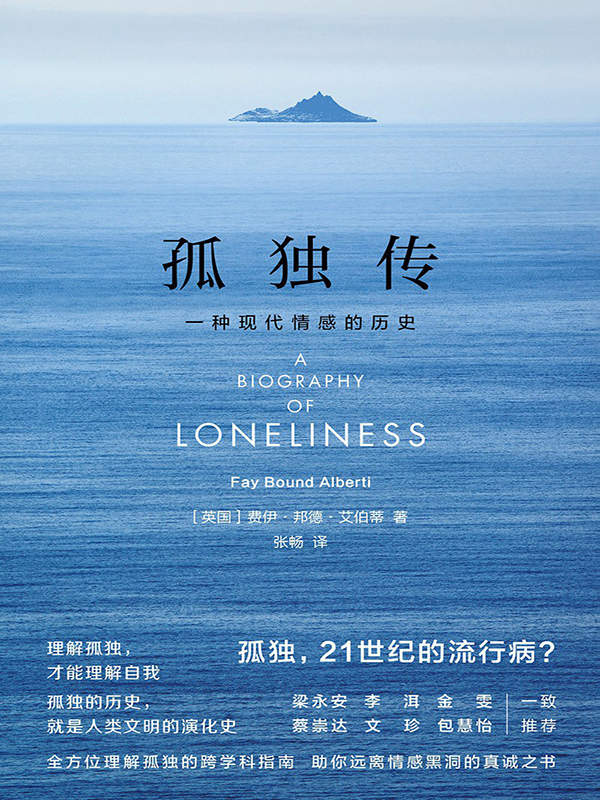 孤独传
一种现代情感的历史
A
BIOGRAPHY
OF
LONELINESS
Fay Bound Alberti
[英国]费伊·邦德·艾伯蒂 著
张畅 译
理解孤独，
才能理解自我
孤独的历史，
就是人类文明的演化史
孤独，21世纪的流行病？
梁永安 李洱 金雯
蔡崇达 文珍 包慧怡
一致
推荐
全方位理解孤独的跨学科指南 助你远离情感黑洞的真诚之书